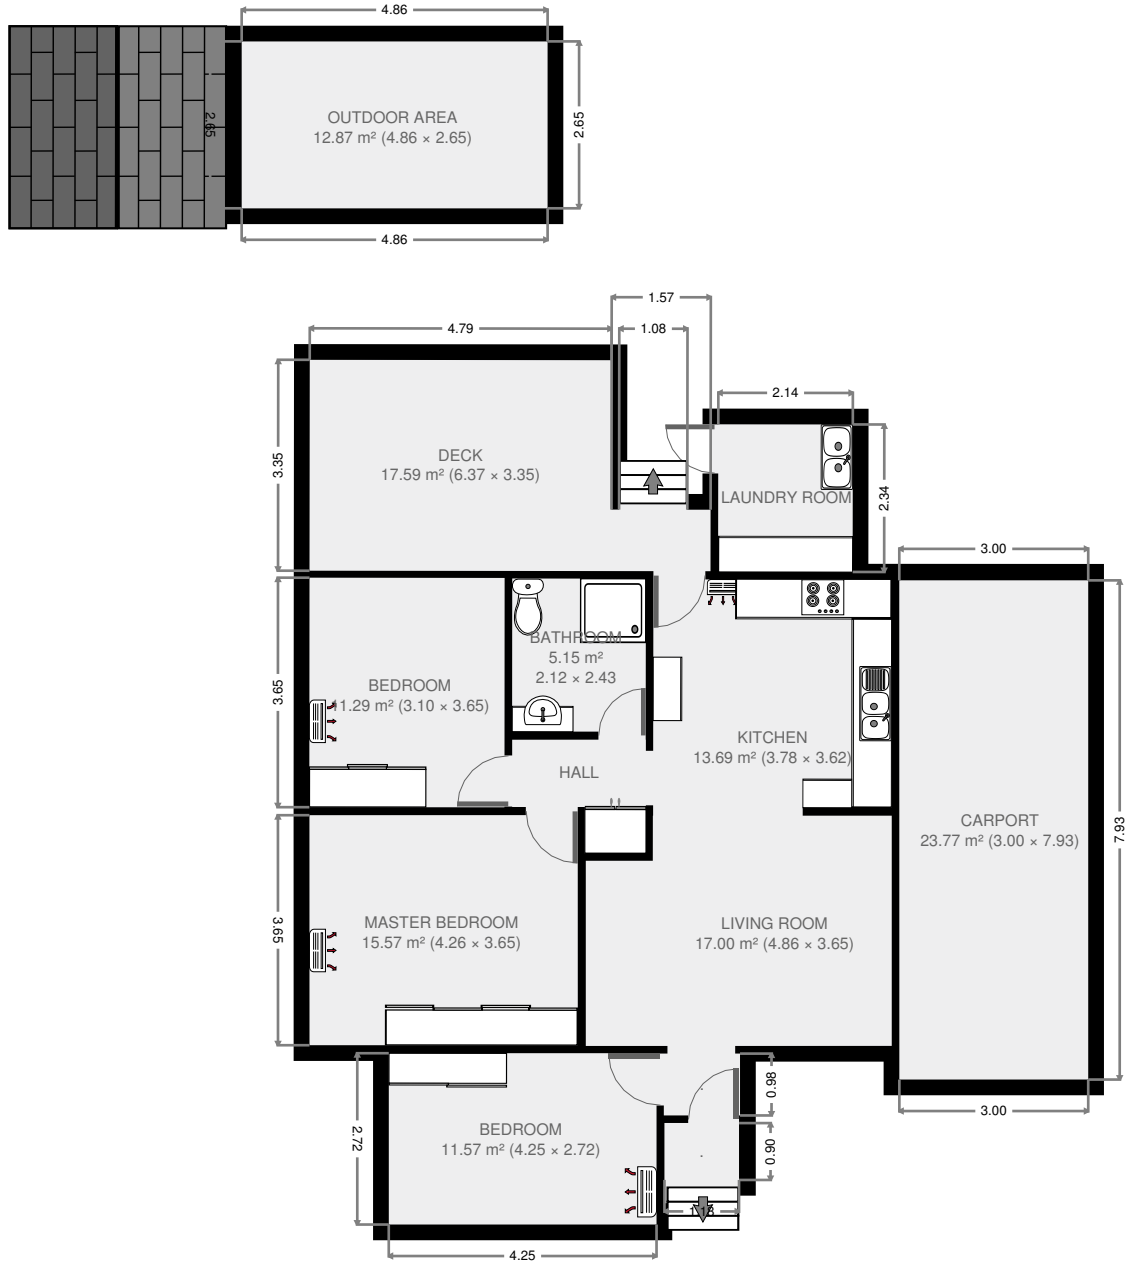 4.86
2.65
OUTDOOR AREA
12.87 m² (4.86 × 2.65)
2.65
4.86
1.57
4.79
1.08
2.14
3.35
DECK
17.59 m² (6.37 × 3.35)
LAUNDRY ROOM
2.34
3.00
3.65
BATHROOM
5.15 m²
2.12 × 2.43
BEDROOM
11.29 m² (3.10 × 3.65)
KITCHEN
13.69 m² (3.78 × 3.62)
HALL
CARPORT
23.77 m² (3.00 × 7.93)
7.93
3.65
MASTER BEDROOM
15.57 m² (4.26 × 3.65)
LIVING ROOM
17.00 m² (4.86 × 3.65)
0.98
3.00
2.72
BEDROOM
11.57 m² (4.25 × 2.72)
0.90
4.25